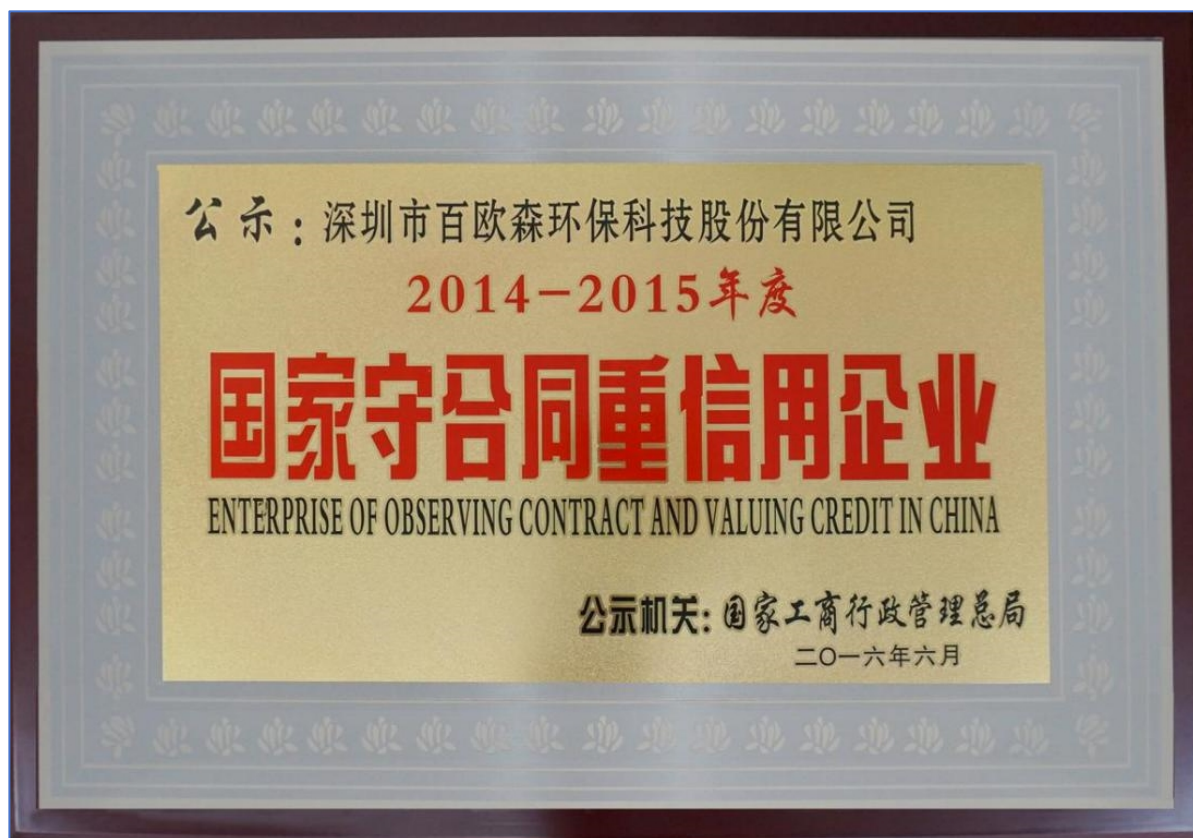 公示：深圳市百欧森环保科技股份有限公司
2014-2015年度
国家守合同重信用企业
ENTERPRISE OF OBSERVING CONTRACT AND VALUING CREDIT IN CHINA
公示机关：国家工商行政管理总局
二〇一六年六月